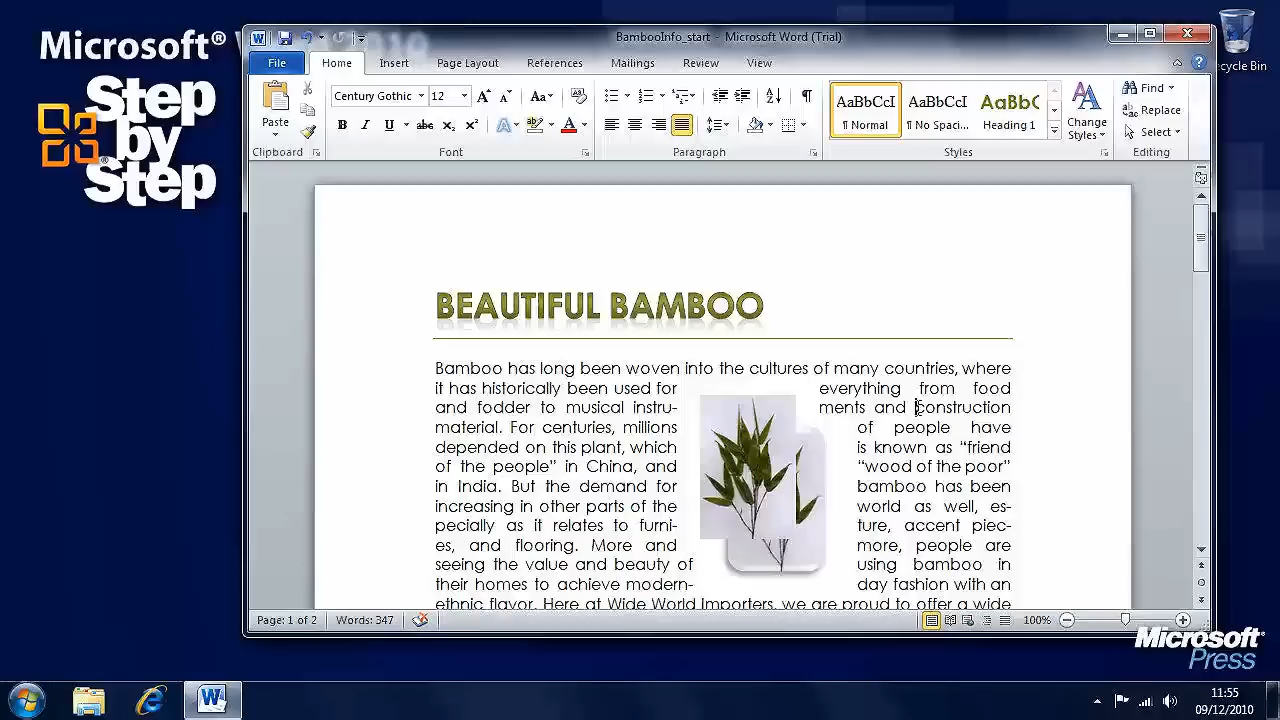 Microsoft®
Step
by
Step
®
BambooInfo_start - Microsoft Word (Trial)
File Home Insert Page Layout References Mailings Review View
Century Gothic 12 Aa
AaBbCcI AaBbCcI AaBbC
Paste
B I U abc x₂ x² A A
¶ Normal ¶ No Spaci... Heading 1
Change
Styles
Find
Replace
Select
Clipboard Font Paragraph Styles Editing
BEAUTIFUL BAMBOO
Bamboo has long been woven into the cultures of many countries, where
it has historically been used for everything from food
and fodder to musical instru- ments and construction
material. For centuries, millions of people have
depended on this plant, which is known as “friend
of the people” in China, and “wood of the poor”
in India. But the demand for bamboo has been
increasing in other parts of the world as well, es-
pecially as it relates to furni- ture, accent piec-
es, and flooring. More and more, people are
seeing the value and beauty of using bamboo in
their homes to achieve modern- day fashion with an
ethnic flavor. Here at Wide World Importers, we are proud to offer a wide
Page: 1 of 2 Words: 347 100%
Microsoft®
Press
11:55
09/12/2010